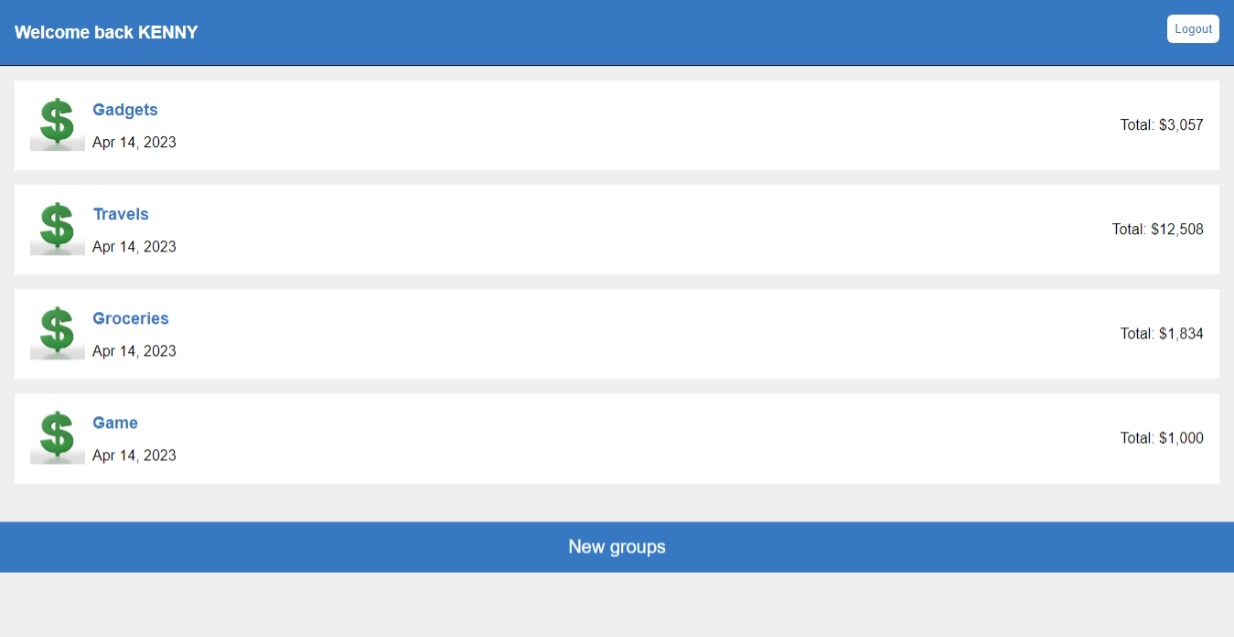 Welcome back KENNY
Logout
Gadgets
Apr 14, 2023
Total: $3,057
Travels
Apr 14, 2023
Total: $12,508
Groceries
Apr 14, 2023
Total: $1,834
Game
Apr 14, 2023
Total: $1,000
New groups